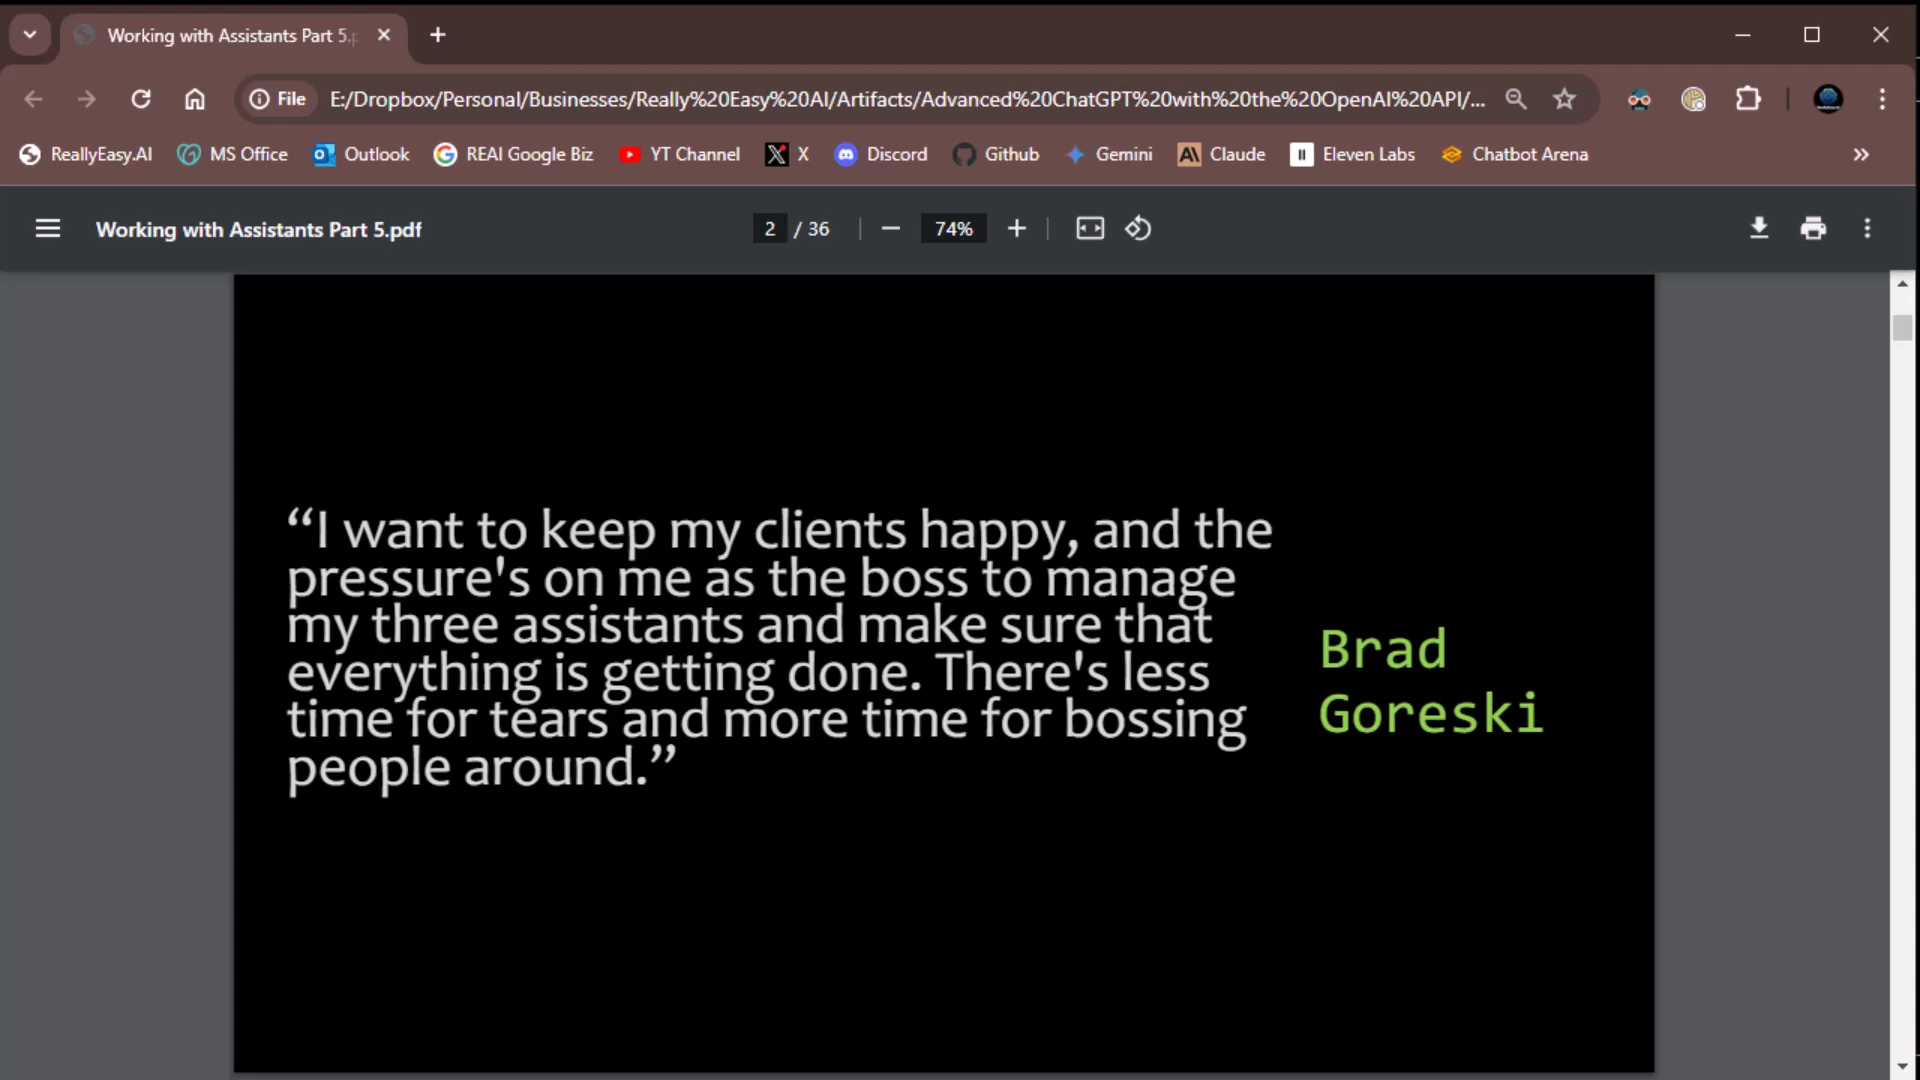 Working with Assistants Part 5.p
File
E:/Dropbox/Personal/Businesses/Really%20Easy%20AI/Artifacts/Advanced%20ChatGPT%20with%20the%20OpenAI%20API/...
ReallyEasy.AI
MS Office
Outlook
REAI Google Biz
YT Channel
X
Discord
Github
Gemini
Claude
Eleven Labs
Chatbot Arena
Working with Assistants Part 5.pdf
2 / 36
74%
“I want to keep my clients happy, and the
pressure's on me as the boss to manage
my three assistants and make sure that
everything is getting done. There's less
time for tears and more time for bossing
people around.”
Brad
Goreski